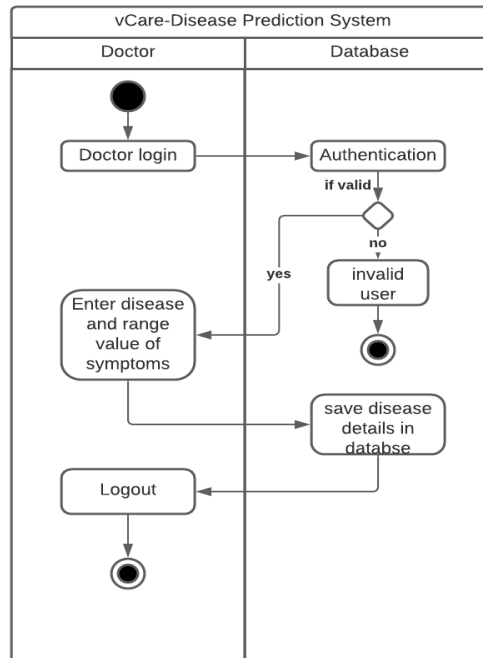 vCare-Disease Prediction System
Doctor
Database
Doctor login
Authentication
if valid
no
yes
invalid
user
Enter disease
and range
value of
symptoms
save disease
details in
databse
Logout